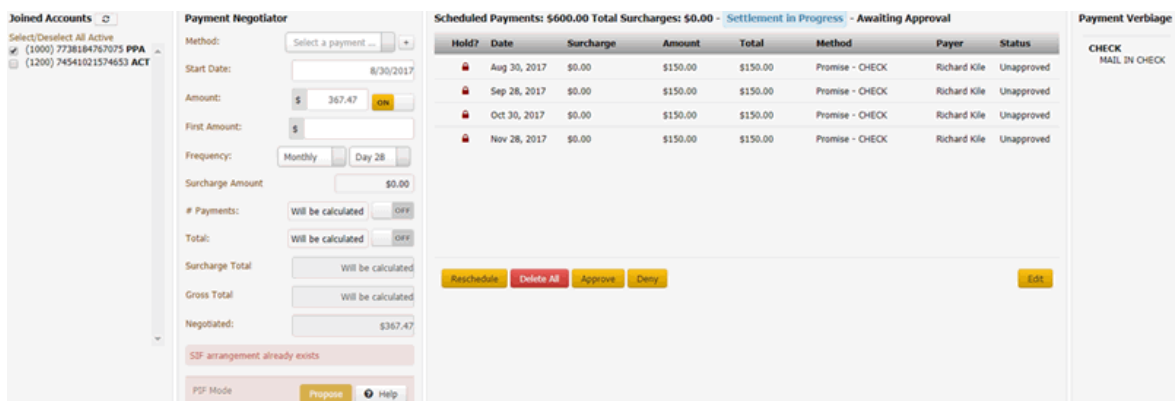 Joined Accounts
Select/Deselect All Active
(1000) 7738184767075 PPA
(1200) 74541021574653 ACT
Payment Negotiator
Method: Select a payment ... +
Start Date: 8/30/2017
Amount: $ 367.47 ON
First Amount: $
Frequency: Monthly Day 28
Surcharge Amount $0.00
# Payments: Will be calculated OFF
Total: Will be calculated OFF
Surcharge Total Will be calculated
Gross Total Will be calculated
Negotiated: $367.47
SIF arrangement already exists
PIF Mode Propose Help
Scheduled Payments: $600.00 Total Surcharges: $0.00 - Settlement in Progress - Awaiting Approval
Hold? Date Surcharge Amount Total Method Payer Status
Aug 30, 2017 $0.00 $150.00 $150.00 Promise - CHECK Richard Kile Unapproved
Sep 28, 2017 $0.00 $150.00 $150.00 Promise - CHECK Richard Kile Unapproved
Oct 30, 2017 $0.00 $150.00 $150.00 Promise - CHECK Richard Kile Unapproved
Nov 28, 2017 $0.00 $150.00 $150.00 Promise - CHECK Richard Kile Unapproved
Reschedule Delete All Approve Deny Edit
Payment Verbiage
CHECK
MAIL IN CHECK